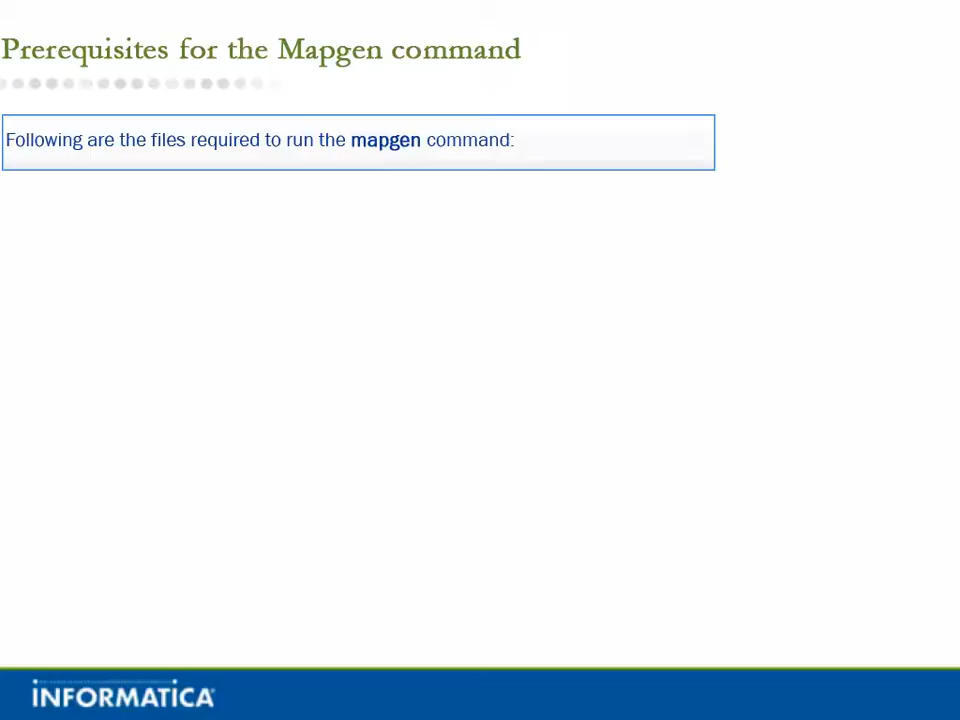 Prerequisites for the Mapgen command
Following are the files required to run the mapgen command:
INFORMATICA